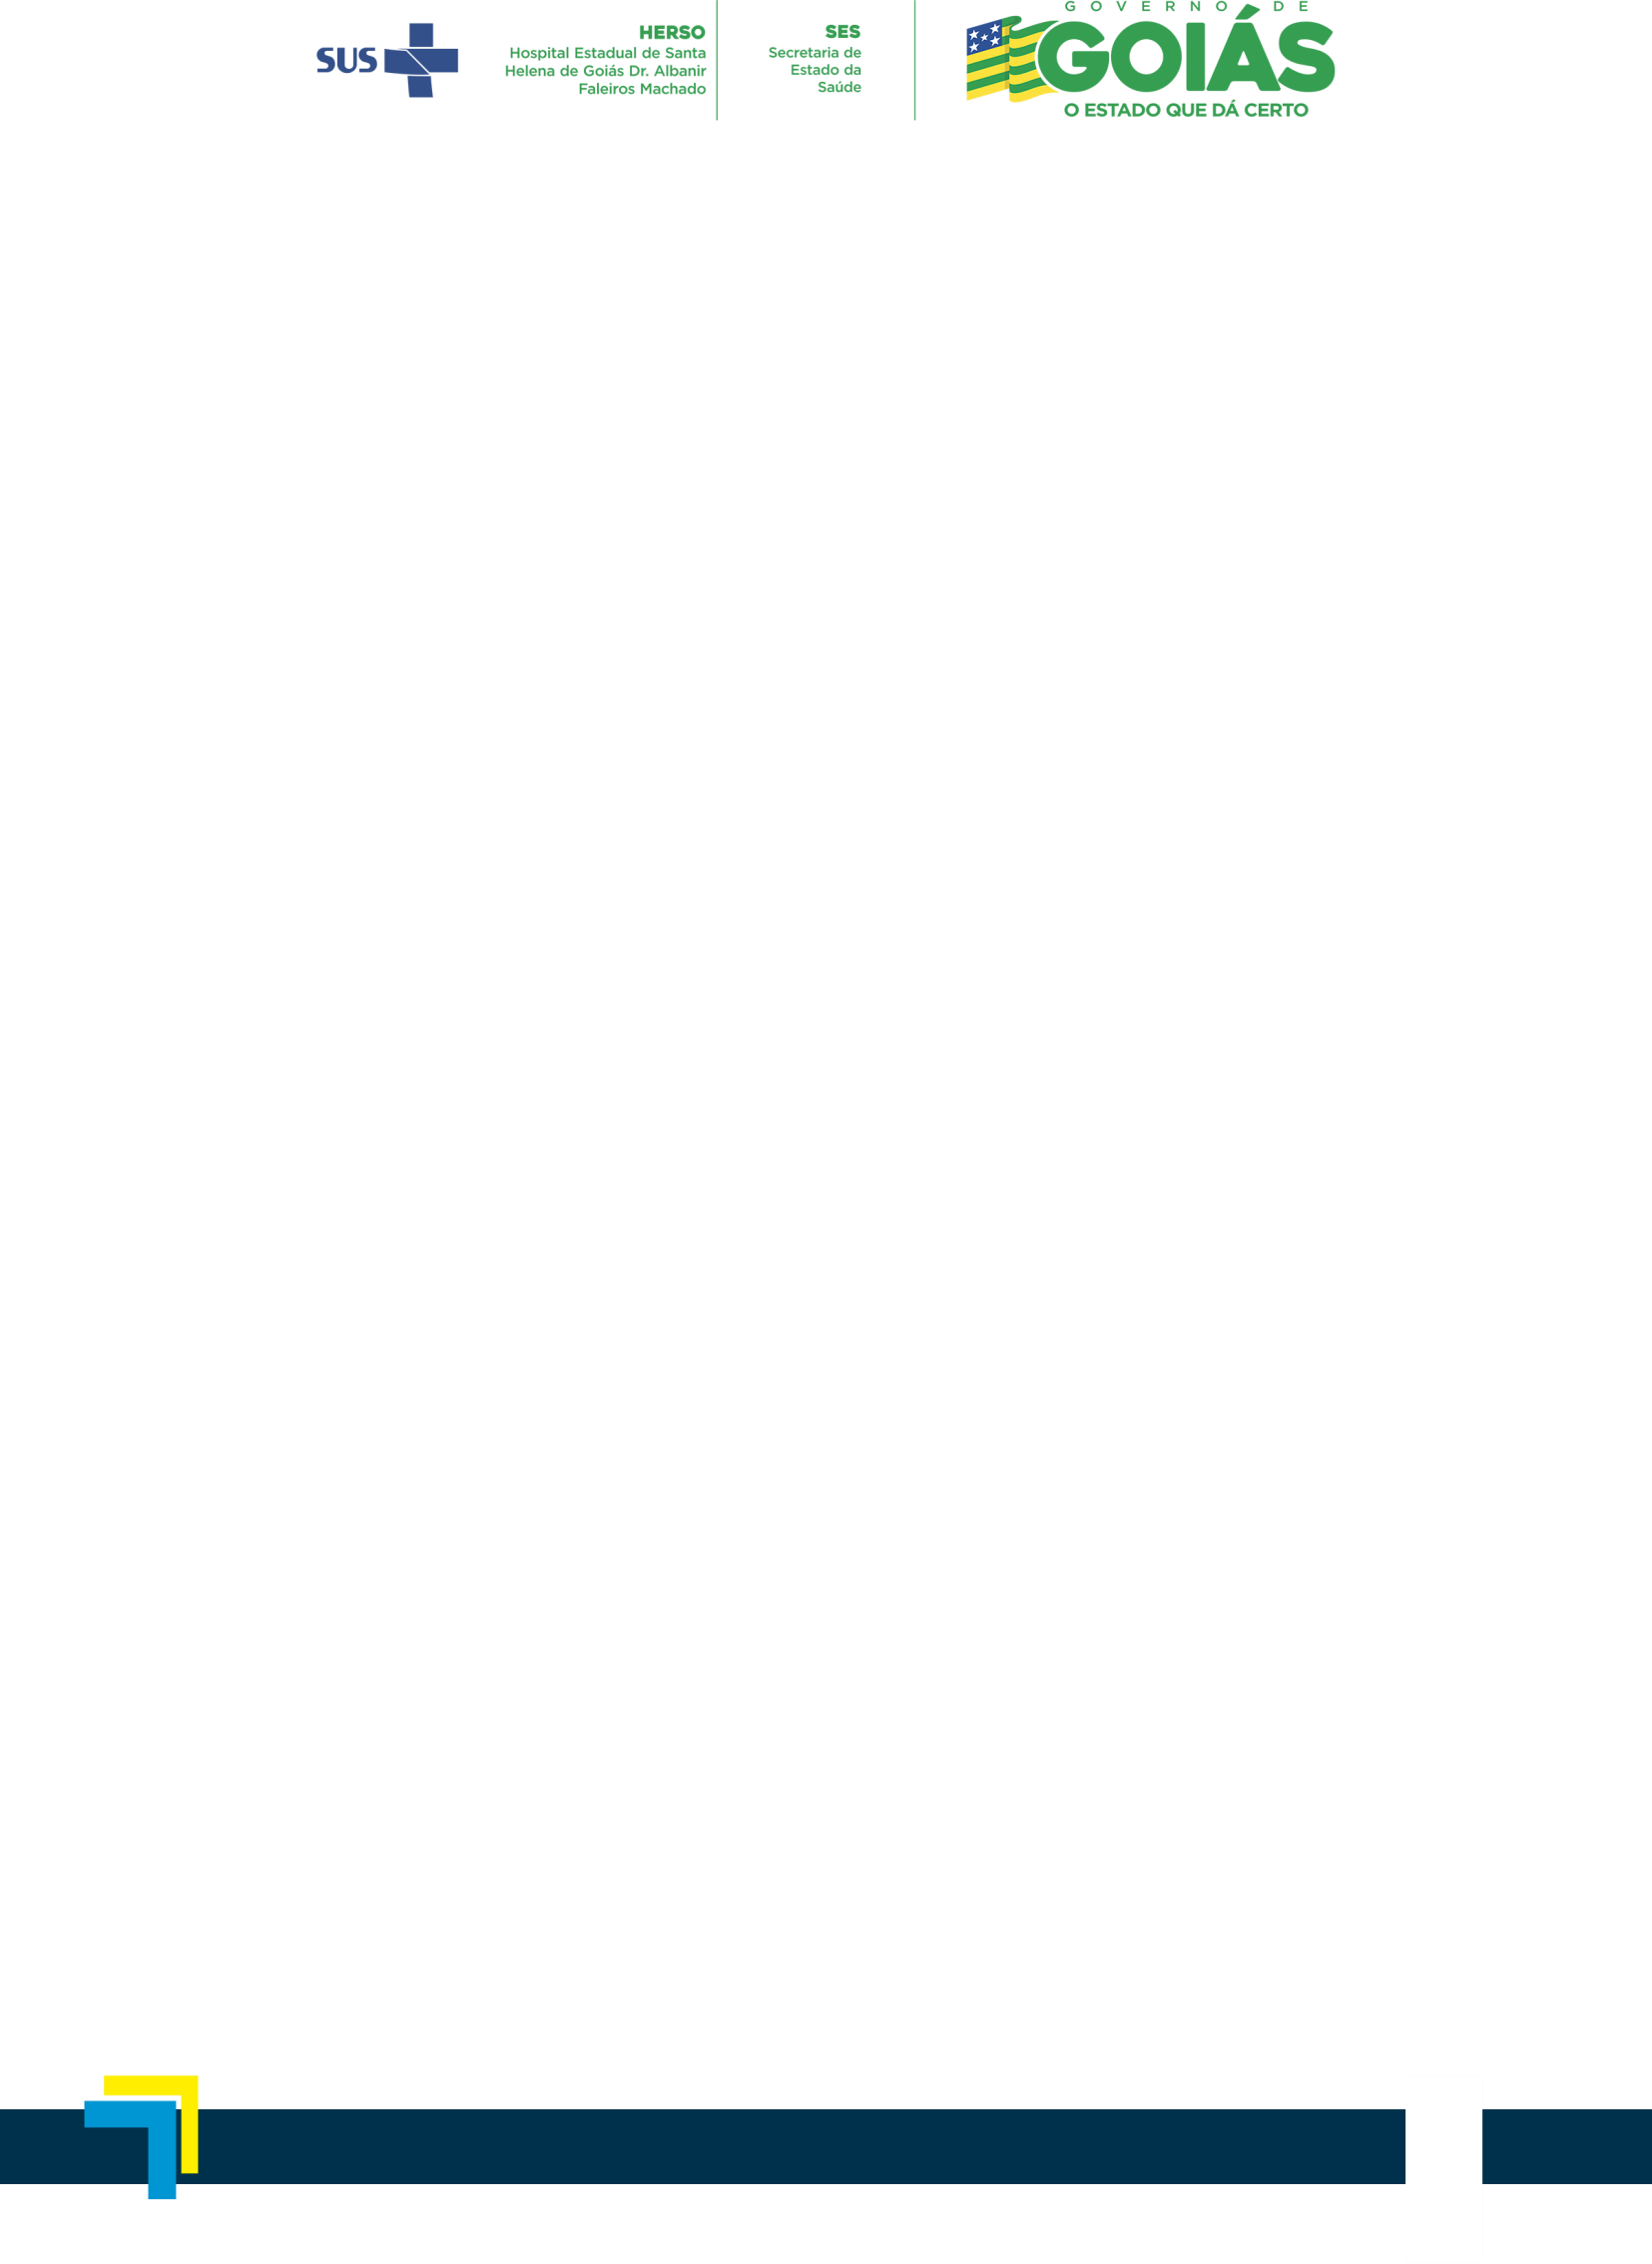 SUS
HERSO
Hospital Estadual de Santa
Helena de Goiás Dr. Albanir
Faleiros Machado
SES
Secretaria de
Estado da
Saúde
GOVERNO DE
GOIÁS
O ESTADO QUE DÁ CERTO